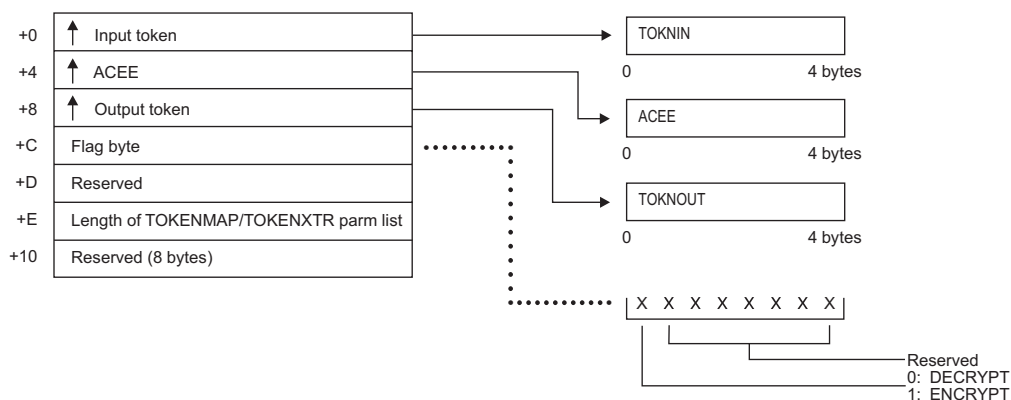 +0 Input token
+4 ACEE
+8 Output token
+C Flag byte
+D Reserved
+E Length of TOKENMAP/TOKENXTR parm list
+10 Reserved (8 bytes)
TOKNIN
0 4 bytes
ACEE
0 4 bytes
TOKNOUT
0 4 bytes
X X X X X X X X
Reserved
0: DECRYPT
1: ENCRYPT